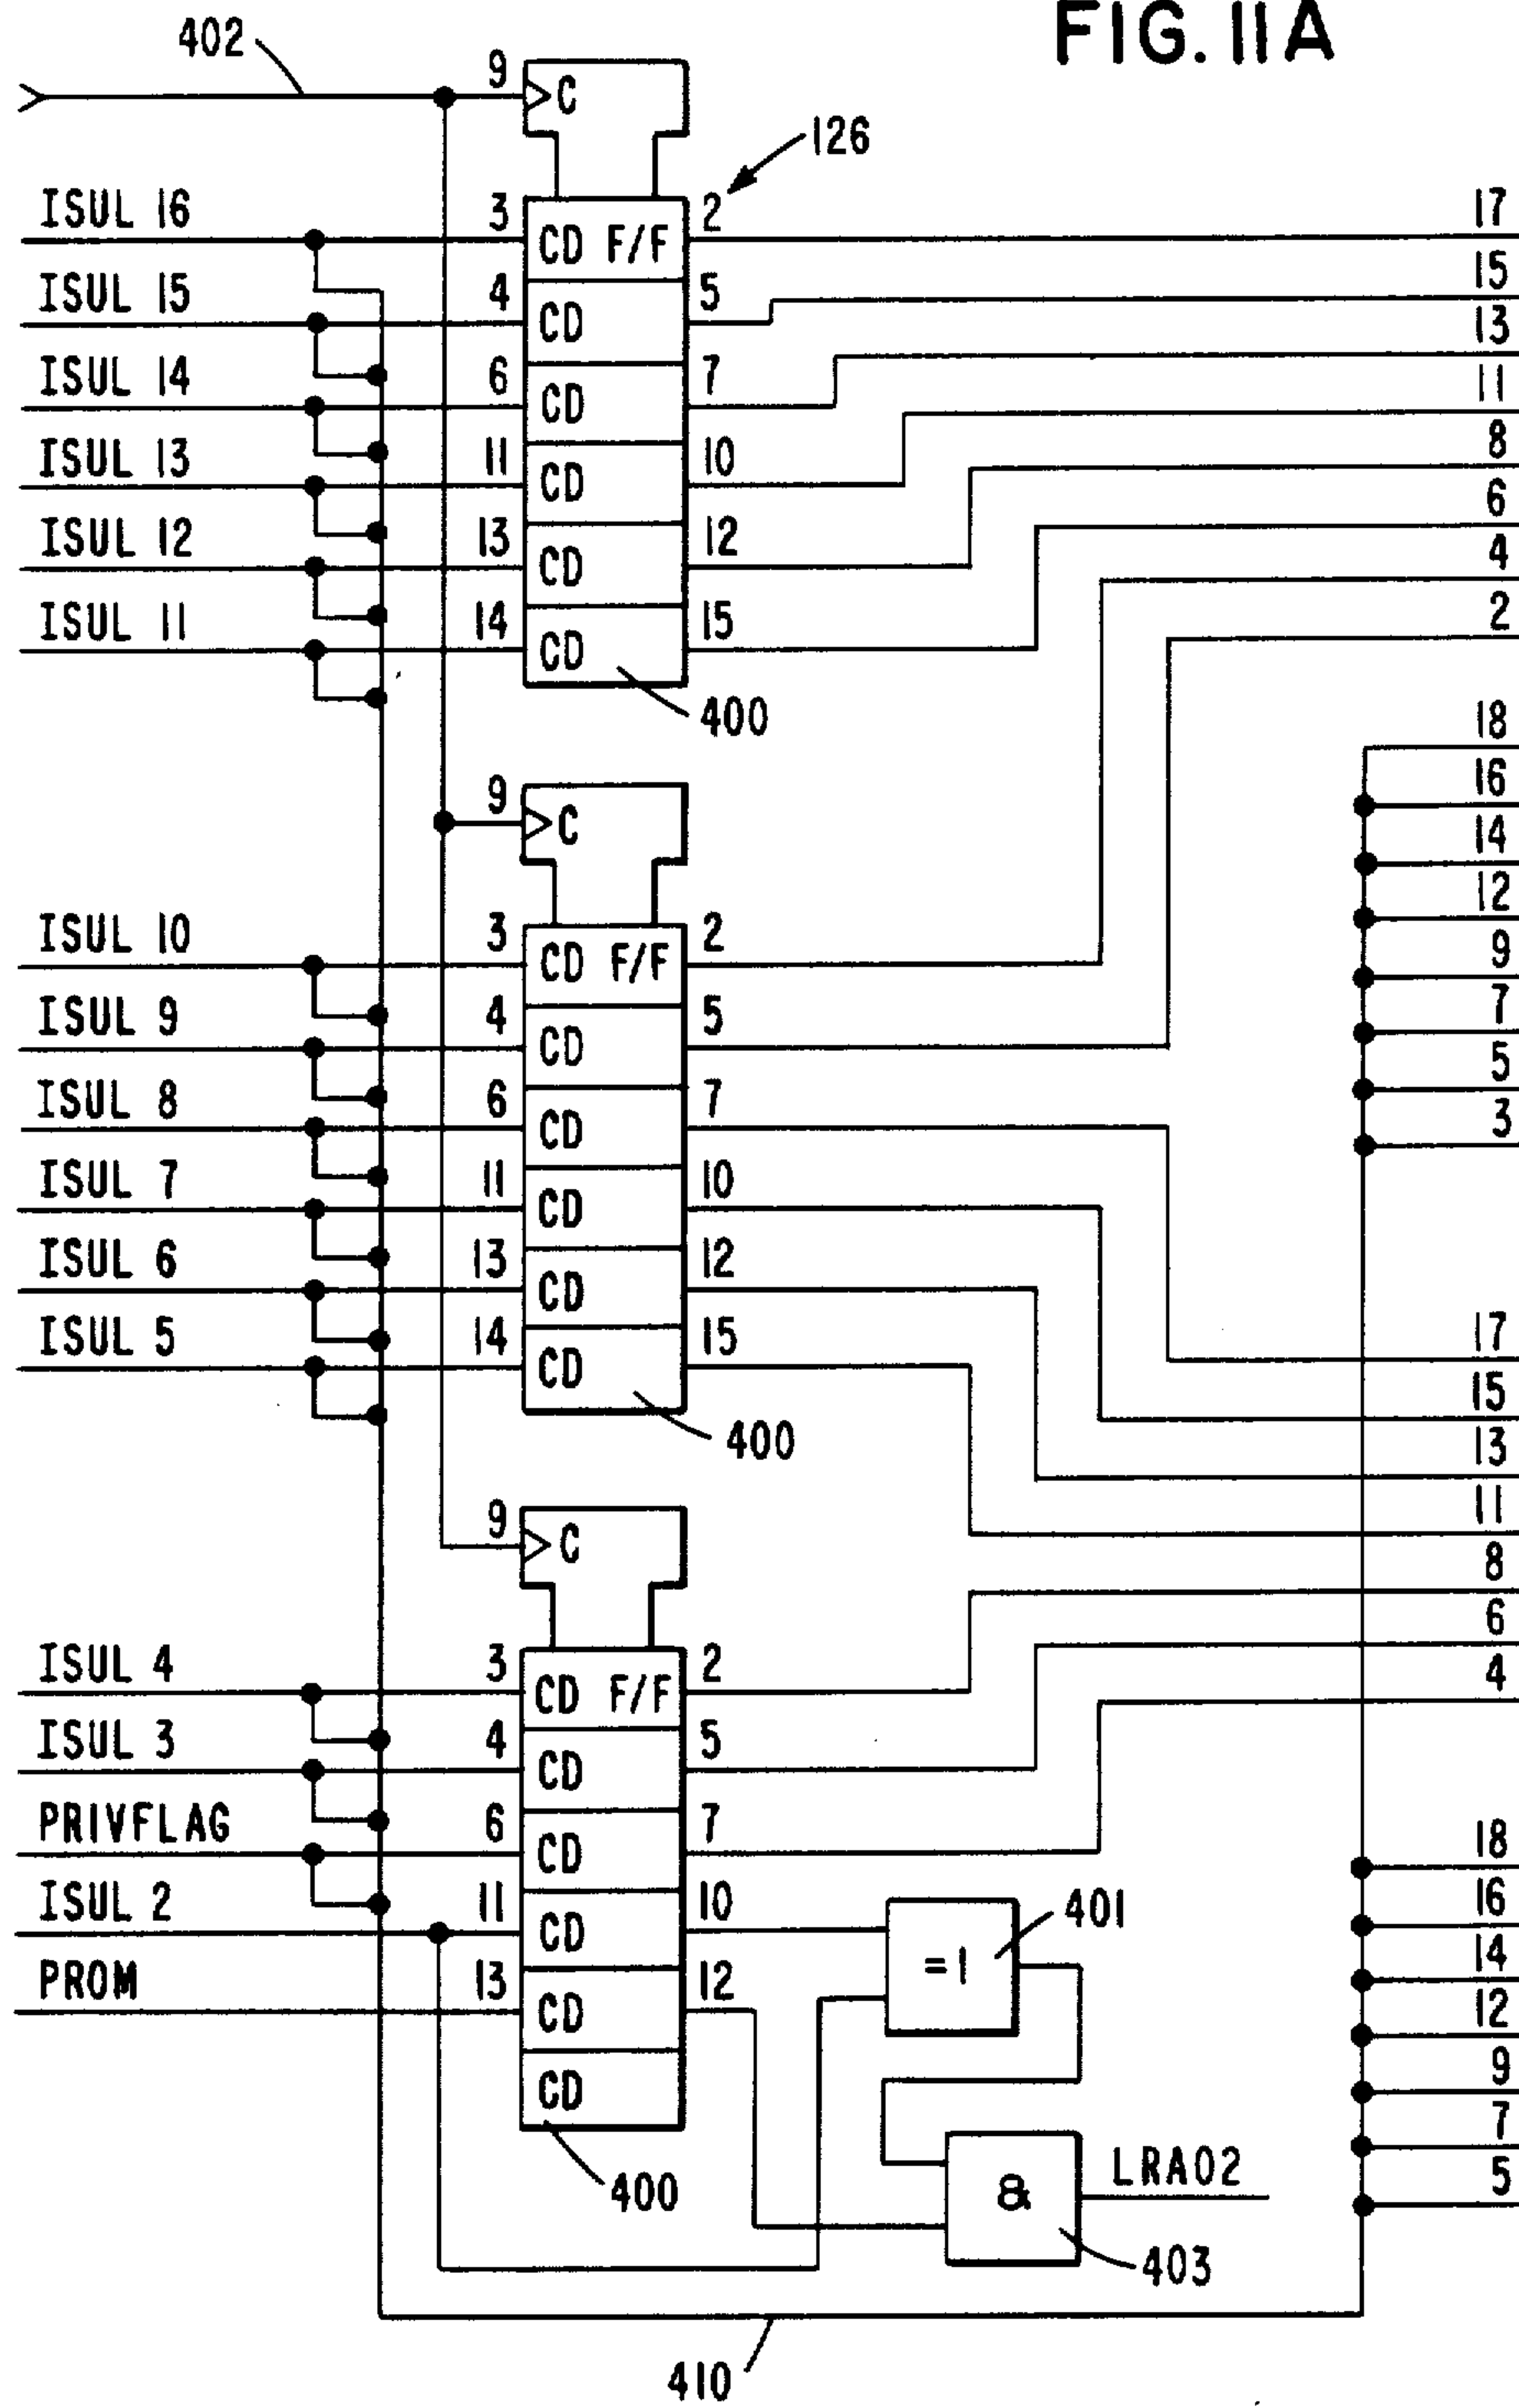 FIG. 11A
402
9 C
126
ISUL 16 3 CD F/F 2 17
ISUL 15 4 CD 5 15
ISUL 14 6 CD 7 13
ISUL 13 11 CD 10 11
ISUL 12 13 CD 12 8
ISUL 11 14 CD 15 6
4
2
400
18
9 C 16
14
12
ISUL 10 3 CD F/F 2 9
ISUL 9 4 CD 5 7
ISUL 8 6 CD 7 5
3
ISUL 7 11 CD 10
ISUL 6 13 CD 12
ISUL 5 14 CD 15 17
15
400 13
9 C 11
8
6
ISUL 4 3 CD F/F 2 4
ISUL 3 4 CD 5
PRIVFLAG 6 CD 7 18
ISUL 2 11 CD 10 401 16
=1
PROM 13 CD 12 14
12
CD 9
7
400 & LRA02 5
403
410